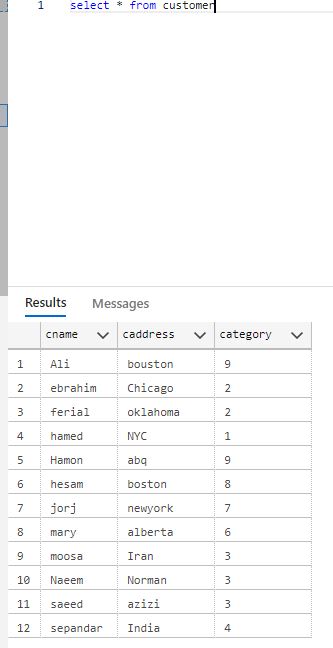 1 select * from customer
Results Messages
cname caddress category
1 Ali bouston 9
2 ebrahim Chicago 2
3 ferial oklahoma 2
4 hamed NYC 1
5 Hamon abq 9
6 hesam boston 8
7 jorj newyork 7
8 mary alberta 6
9 moosa Iran 3
10 Naeem Norman 3
11 saeed azizi 3
12 sepandar India 4